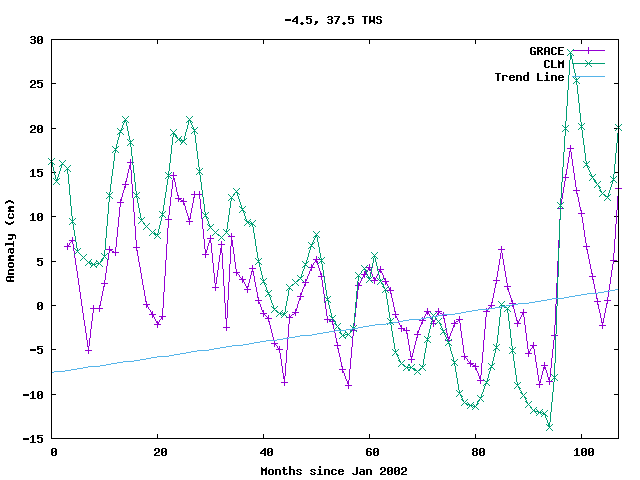 -4.5, 37.5 TWS
30
25
20
15
10
5
0
-5
-10
-15
Anomaly (cm)
GRACE
CLM
Trend Line
0 20 40 60 80 100
Months since Jan 2002